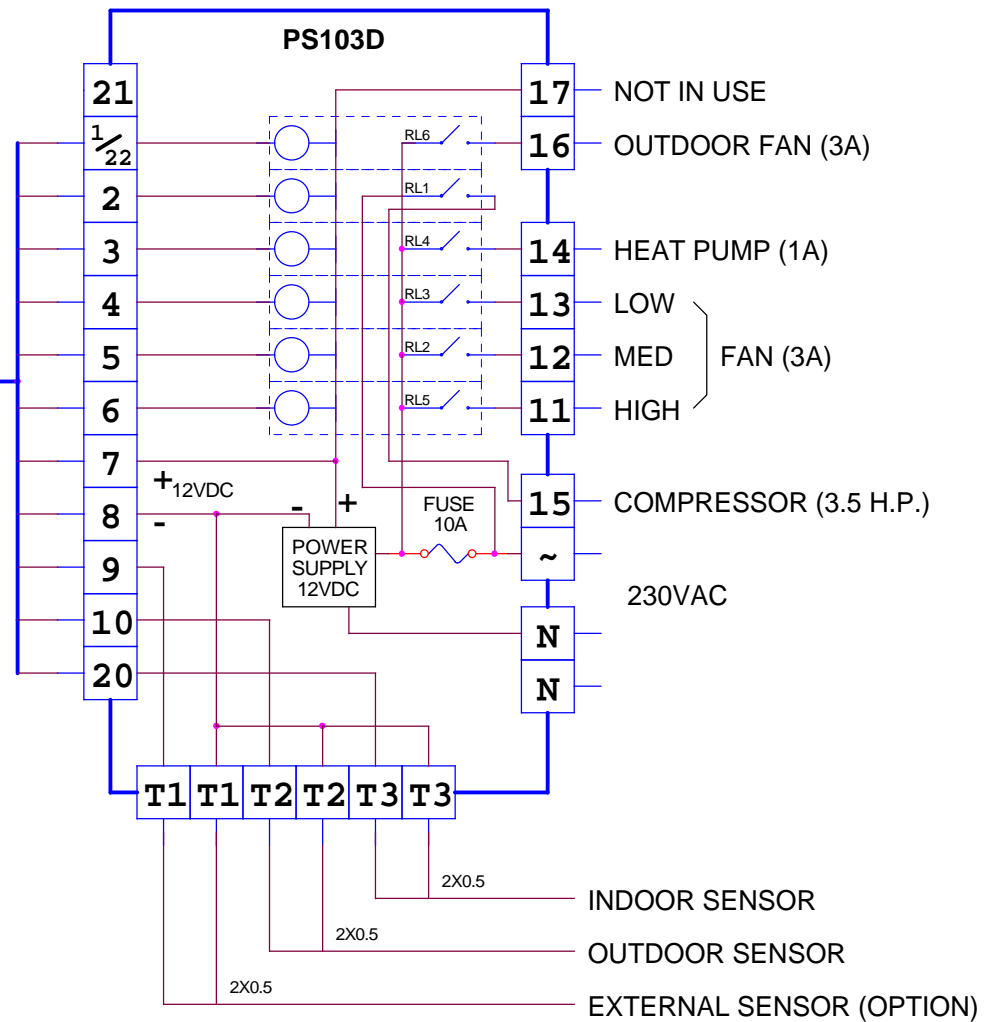 PS103D
21
17 NOT IN USE
1/22
RL6
16 OUTDOOR FAN (3A)
2
RL1
3
RL4
14 HEAT PUMP (1A)
4
RL3
13 LOW
5
RL2
12 MED FAN (3A)
6
RL5
11 HIGH
7
+ 12VDC
8
-
- +
FUSE
10A
15 COMPRESSOR (3.5 H.P.)
POWER
SUPPLY
12VDC
~
9
230VAC
10
N
20
N
T1 T1 T2 T2 T3 T3
2X0.5
INDOOR SENSOR
2X0.5
OUTDOOR SENSOR
2X0.5
EXTERNAL SENSOR (OPTION)